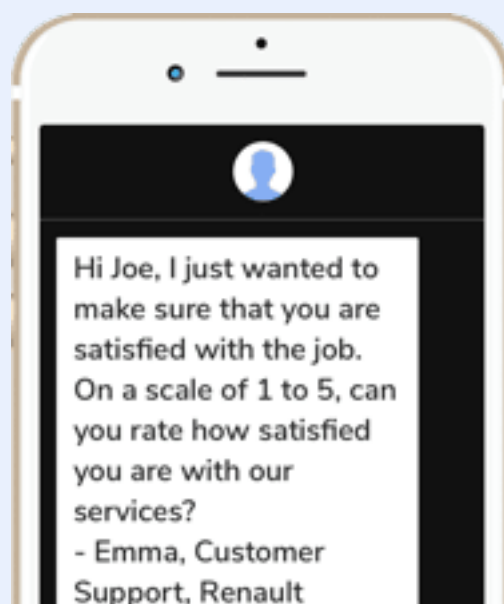 Hi Joe, I just wanted to
make sure that you are
satisfied with the job.
On a scale of 1 to 5, can
you rate how satisfied
you are with our
services?
- Emma, Customer
Support, Renault